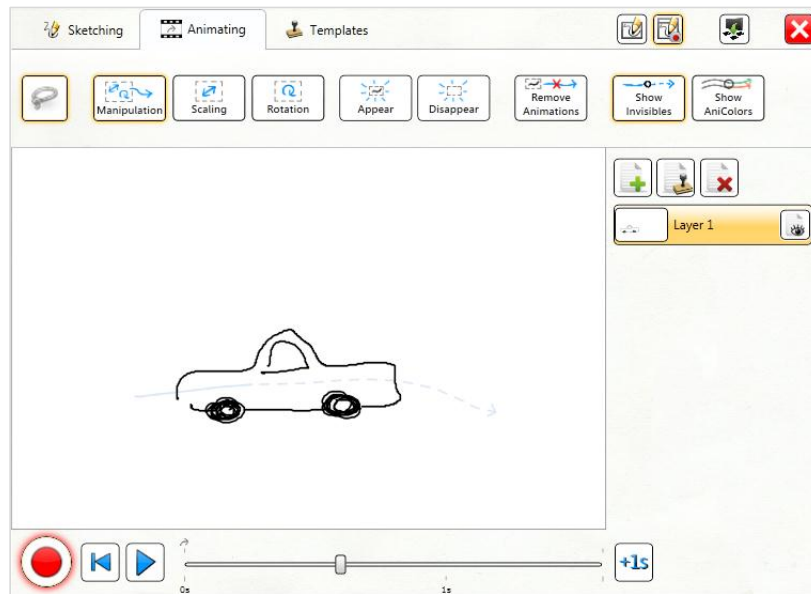 Sketching
Animating
Templates
Manipulation
Scaling
Rotation
Appear
Disappear
Remove
Animations
Show
Invisibles
Show
AniColors
Layer 1
+1s
0s
1s